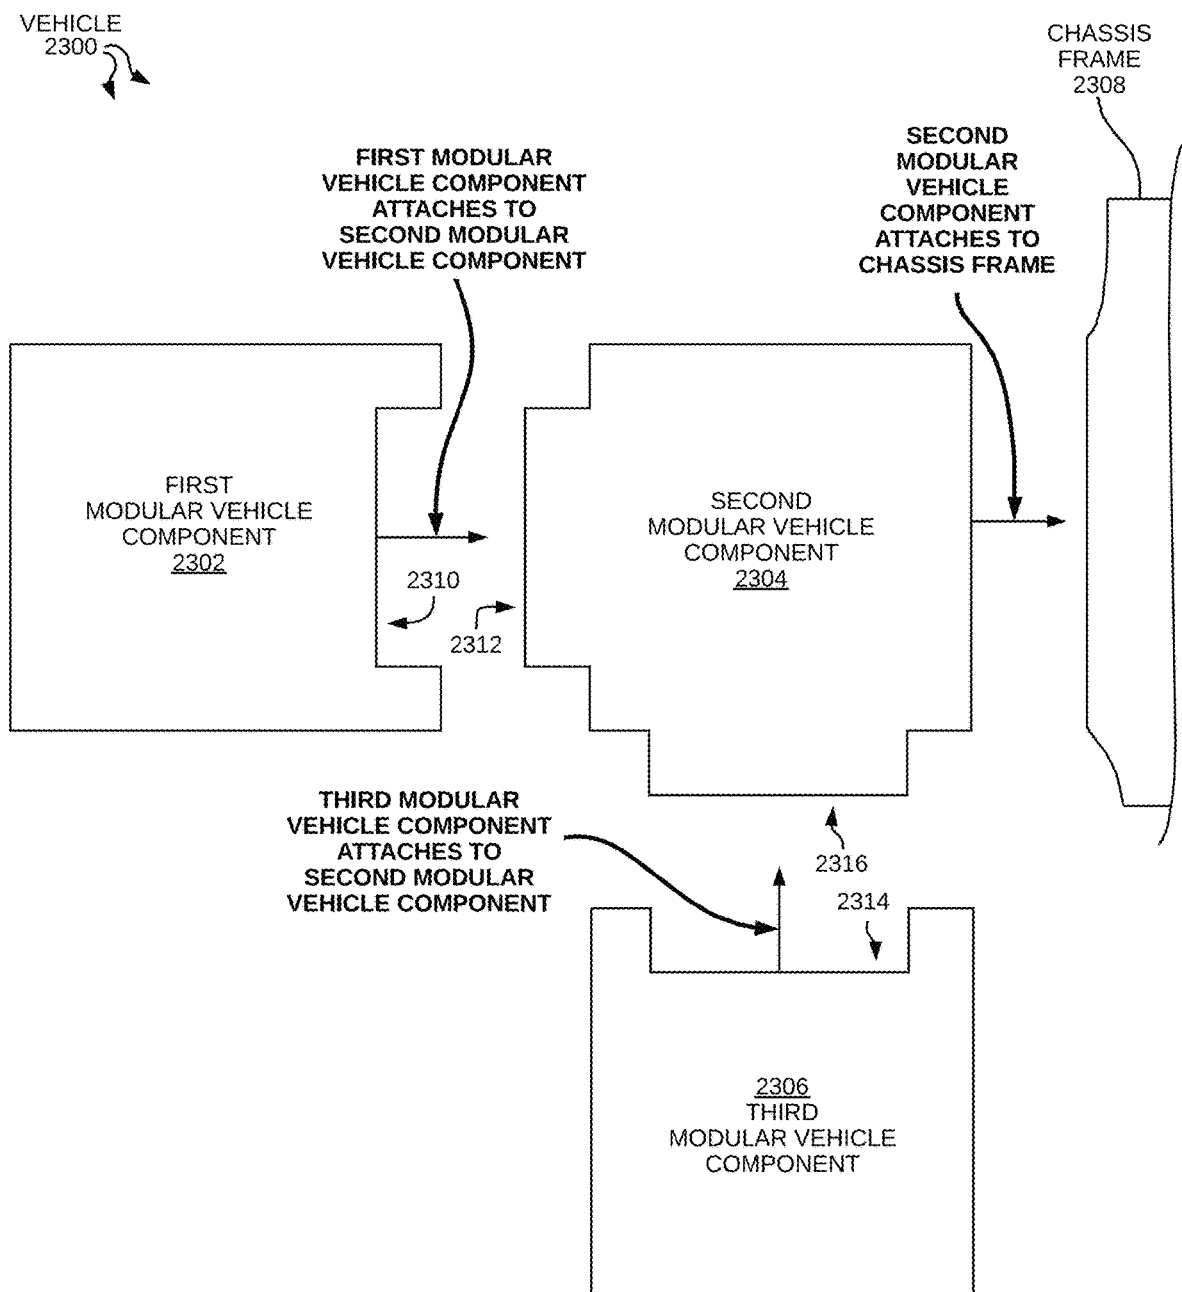 VEHICLE
2300
CHASSIS
FRAME
2308
FIRST MODULAR
VEHICLE COMPONENT
ATTACHES TO
SECOND MODULAR
VEHICLE COMPONENT
SECOND
MODULAR
VEHICLE
COMPONENT
ATTACHES TO
CHASSIS FRAME
FIRST
MODULAR VEHICLE
COMPONENT
2302
2310
2312
SECOND
MODULAR VEHICLE
COMPONENT
2304
THIRD MODULAR
VEHICLE COMPONENT
ATTACHES TO
SECOND MODULAR
VEHICLE COMPONENT
2316
2314
2306
THIRD
MODULAR VEHICLE
COMPONENT